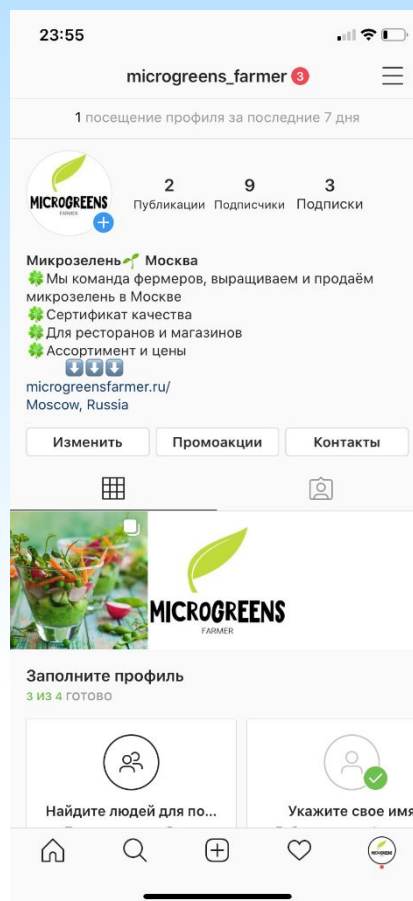 23:55
microgreens_farmer 3
1 посещение профиля за последние 7 дня
MICROGREENS
FARMER
2 9 3
Публикации Подписчики Подписки
Микрозелень🌱 Москва
🍀Мы команда фермеров, выращиваем и продаём
микрозелень в Москве
🍀Сертификат качества
🍀Для ресторанов и магазинов
🍀Ассортимент и цены
⬇️⬇️⬇️
microgreensfarmer.ru/
Moscow, Russia
Изменить Промоакции Контакты
MICROGREENS
FARMER
Заполните профиль
3 ИЗ 4 ГОТОВО
Найдите людей для по... Укажите свое имя
MICROGREENS